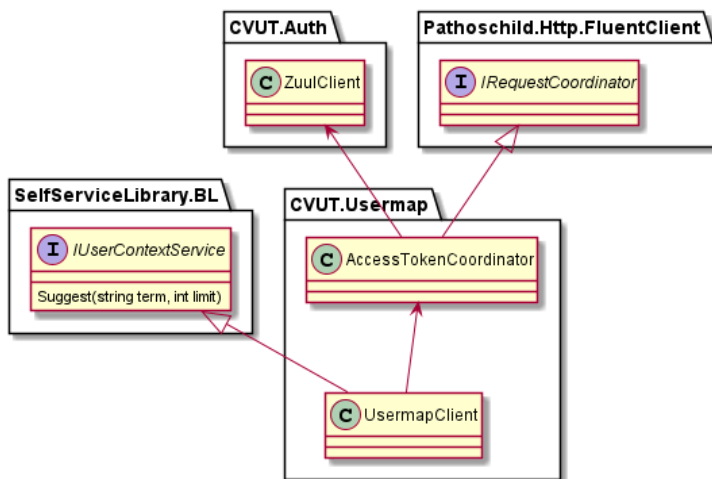 CVUT.Auth
C ZuulClient
Pathoschild.Http.FluentClient
I IRequestCoordinator
SelfServiceLibrary.BL
I IUserContextService
Suggest(string term, int limit)
CVUT.Usermap
C AccessTokenCoordinator
C UsermapClient